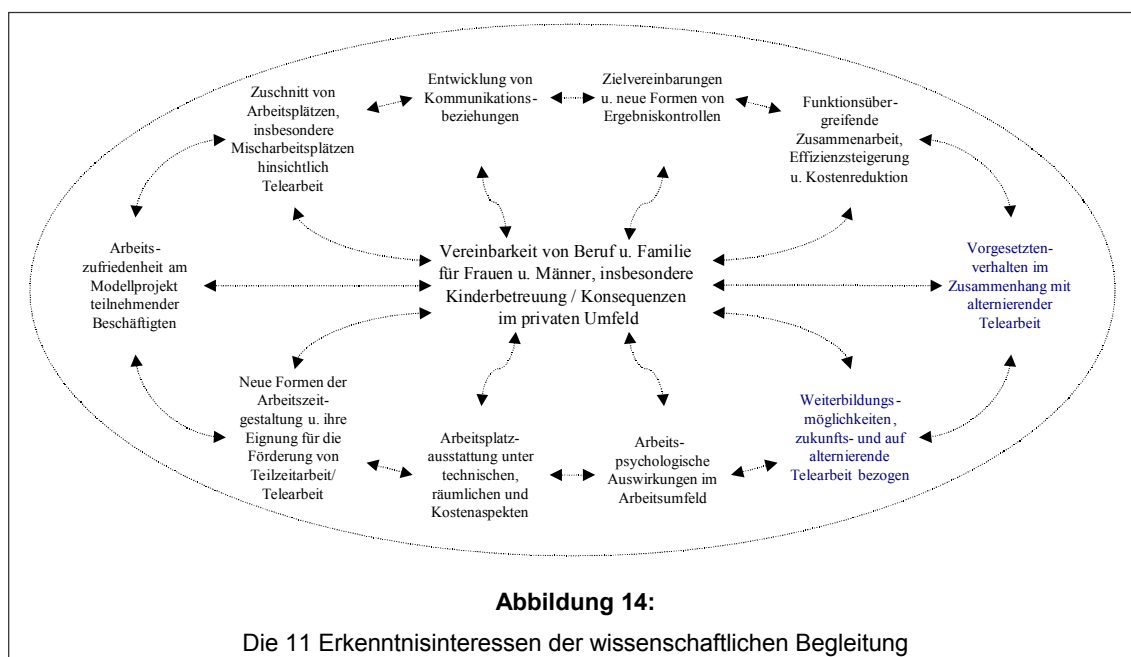 Zuschnitt von
Arbeitsplätzen,
insbesondere
Mischarbeitsplätzen
hinsichtlich
Telearbeit
Entwicklung von
Kommunikations-
beziehungen
Zielvereinbarungen
u. neue Formen von
Ergebniskontrollen
Funktionsüber-
greifende
Zusammenarbeit,
Effizienzsteigerung
u. Kostenreduktion
Arbeits-
zufriedenheit am
Modellprojekt
teilnehmender
Beschäftigten
Vereinbarkeit von Beruf u. Familie
für Frauen u. Männer, insbesondere
Kinderbetreuung / Konsequenzen
im privaten Umfeld
Vorgesetzten-
verhalten im
Zusammenhang mit
alternierender
Telearbeit
Neue Formen der
Arbeitszeit-
gestaltung u. ihre
Eignung für die
Förderung von
Teilzeitarbeit/
Telearbeit
Arbeitsplatz-
ausstattung unter
technischen,
räumlichen und
Kostenaspekten
Arbeits-
psychologische
Auswirkungen im
Arbeitsumfeld
Weiterbildungs-
möglichkeiten,
zukunfts- und auf
alternierende
Telearbeit bezogen
Abbildung 14:
Die 11 Erkenntnisinteressen der wissenschaftlichen Begleitung